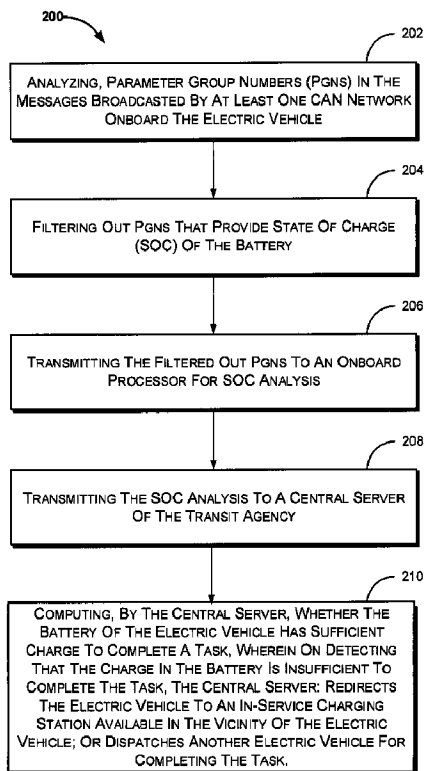 200
202
ANALYZING, PARAMETER GROUP NUMBERS (PGNS) IN THE
MESSAGES BROADCASTED BY AT LEAST ONE CAN NETWORK
ONBOARD THE ELECTRIC VEHICLE
204
FILTERING OUT PGNS THAT PROVIDE STATE OF CHARGE
(SOC) OF THE BATTERY
206
TRANSMITTING THE FILTERED OUT PGNS TO AN ONBOARD
PROCESSOR FOR SOC ANALYSIS
208
TRANSMITTING THE SOC ANALYSIS TO A CENTRAL SERVER
OF THE TRANSIT AGENCY
210
COMPUTING, BY THE CENTRAL SERVER, WHETHER THE
BATTERY OF THE ELECTRIC VEHICLE HAS SUFFICIENT
CHARGE TO COMPLETE A TASK, WHEREIN ON DETECTING
THAT THE CHARGE IN THE BATTERY IS INSUFFICIENT TO
COMPLETE THE TASK, THE CENTRAL SERVER: REDIRECTS
THE ELECTRIC VEHICLE TO AN IN-SERVICE CHARGING
STATION AVAILABLE IN THE VICINITY OF THE ELECTRIC
VEHICLE; OR DISPATCHES ANOTHER ELECTRIC VEHICLE FOR
COMPLETING THE TASK.